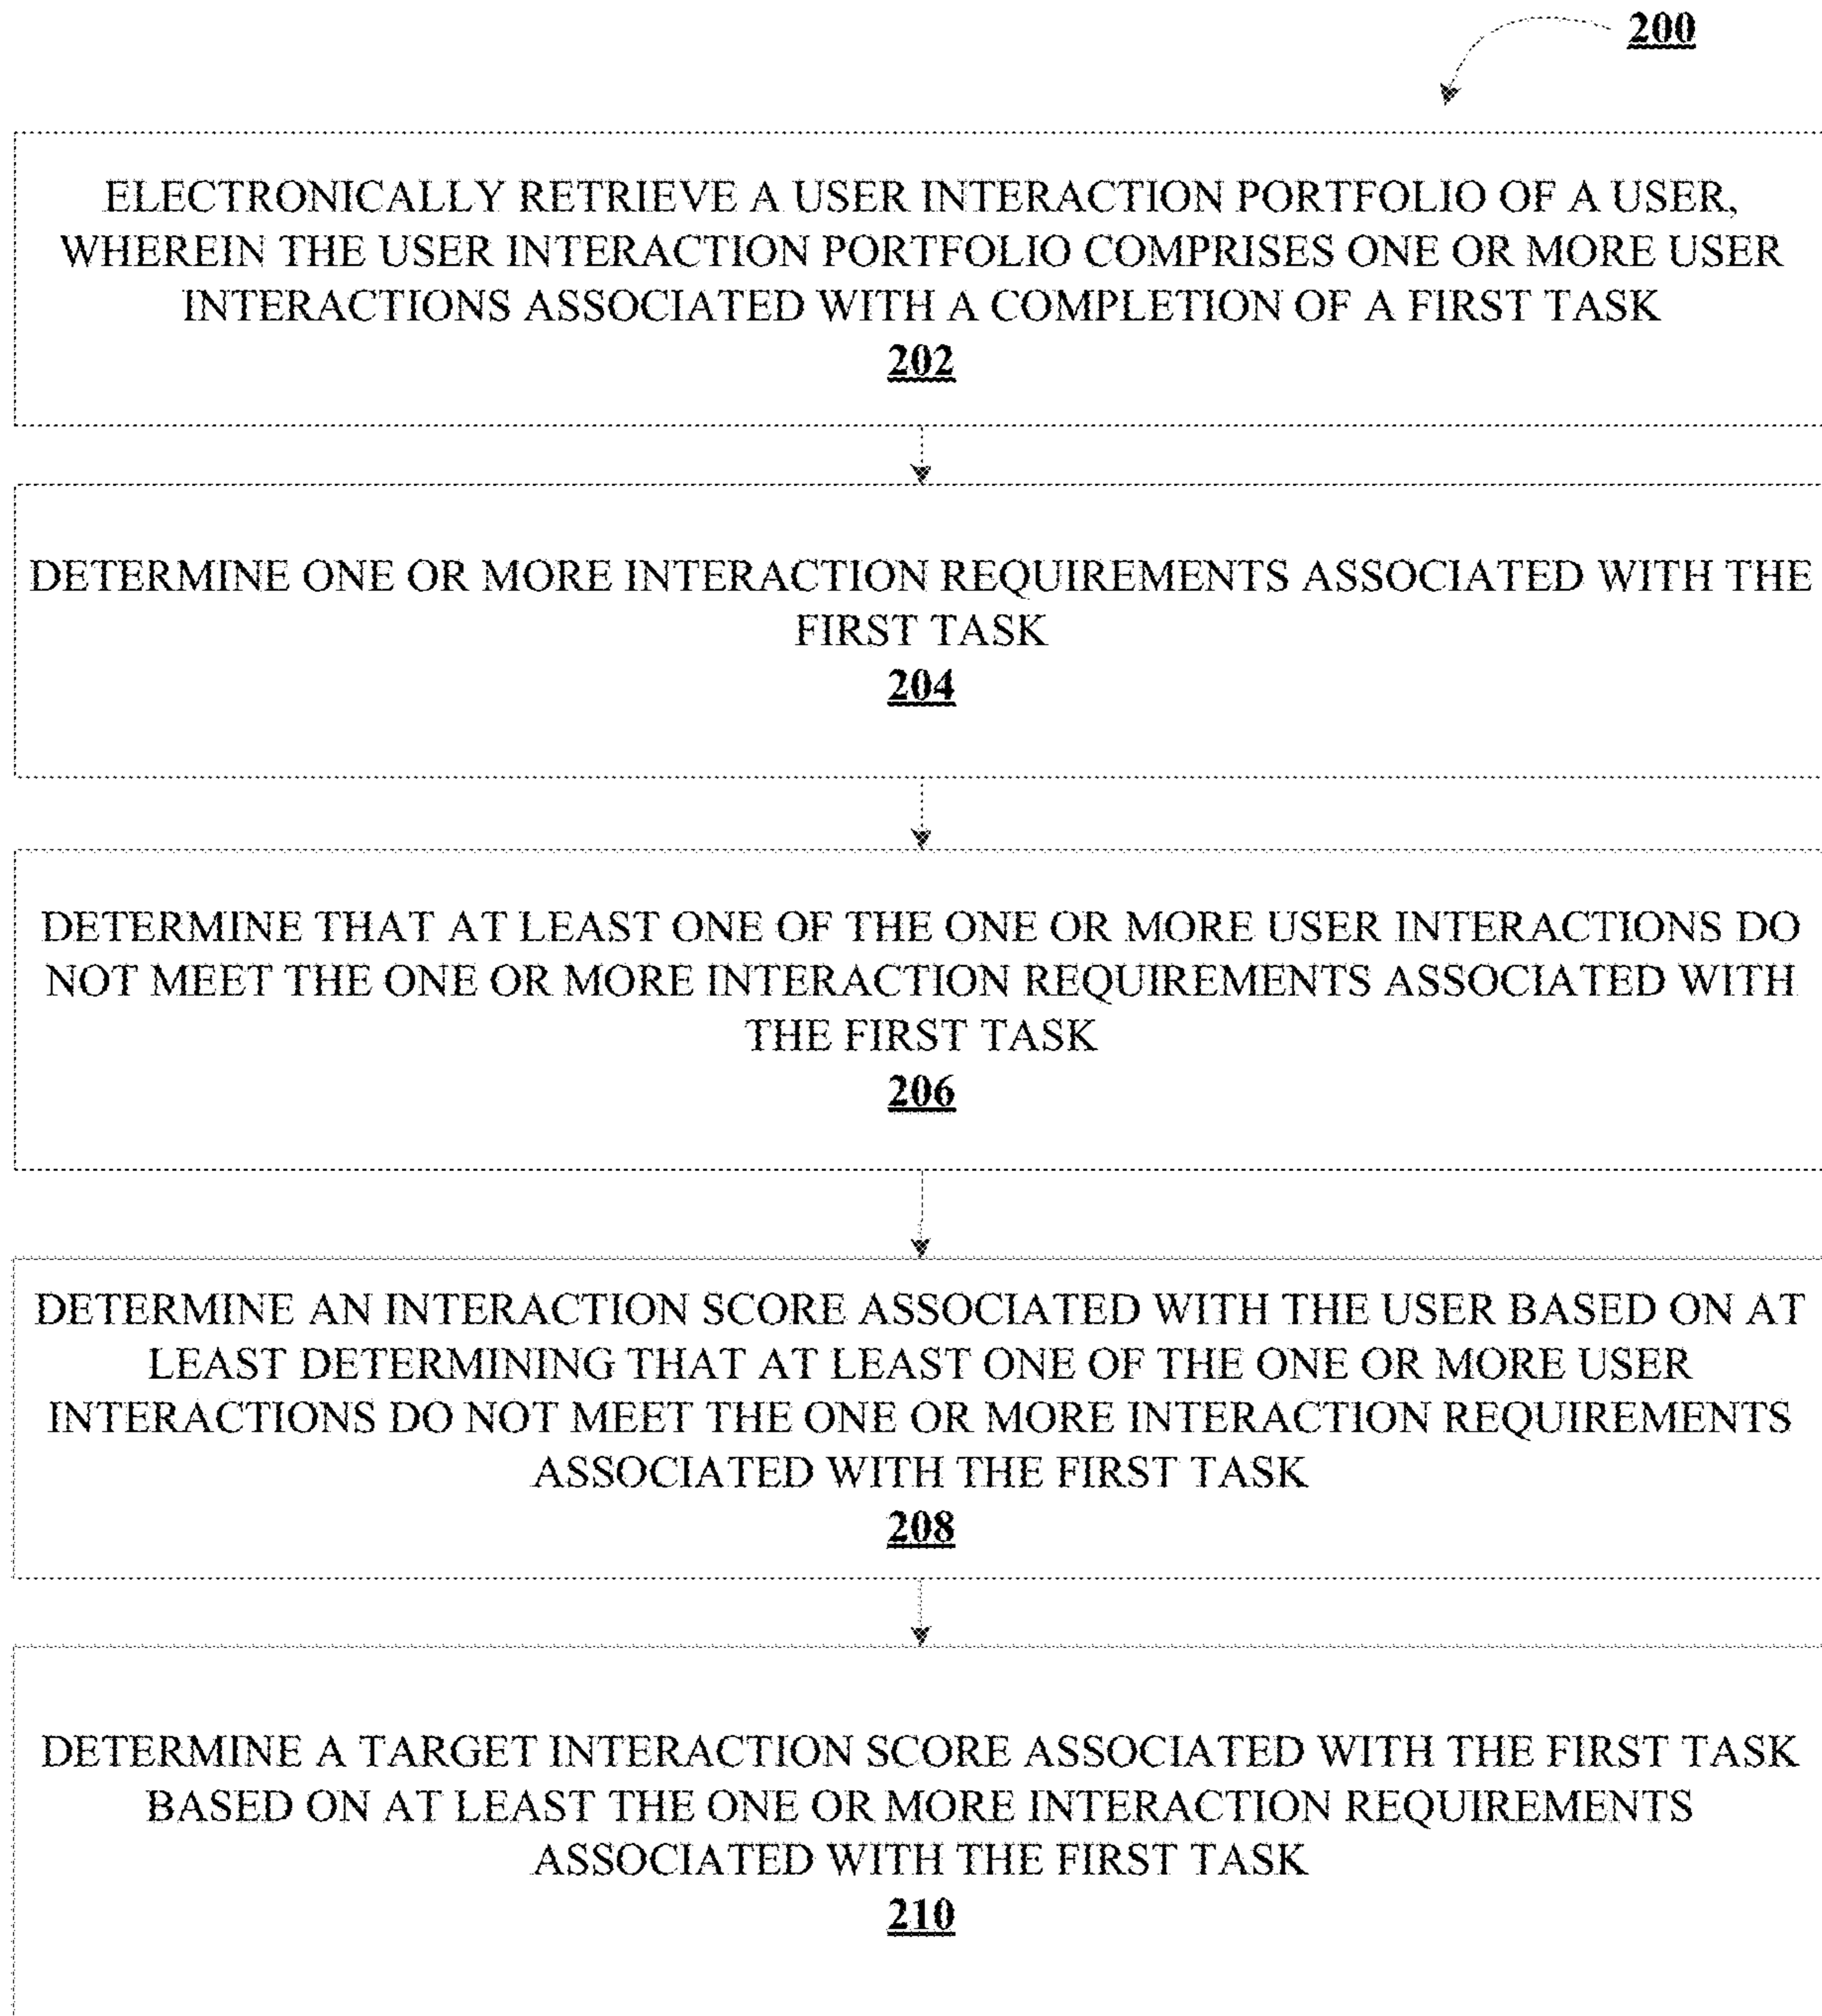 200
ELECTRONICALLY RETRIEVE A USER INTERACTION PORTFOLIO OF A USER,
WHEREIN THE USER INTERACTION PORTFOLIO COMPRISES ONE OR MORE USER
INTERACTIONS ASSOCIATED WITH A COMPLETION OF A FIRST TASK
202
DETERMINE ONE OR MORE INTERACTION REQUIREMENTS ASSOCIATED WITH THE
FIRST TASK
204
DETERMINE THAT AT LEAST ONE OF THE ONE OR MORE USER INTERACTIONS DO
NOT MEET THE ONE OR MORE INTERACTION REQUIREMENTS ASSOCIATED WITH
THE FIRST TASK
206
DETERMINE AN INTERACTION SCORE ASSOCIATED WITH THE USER BASED ON AT
LEAST DETERMINING THAT AT LEAST ONE OF THE ONE OR MORE USER
INTERACTIONS DO NOT MEET THE ONE OR MORE INTERACTION REQUIREMENTS
ASSOCIATED WITH THE FIRST TASK
208
DETERMINE A TARGET INTERACTION SCORE ASSOCIATED WITH THE FIRST TASK
BASED ON AT LEAST THE ONE OR MORE INTERACTION REQUIREMENTS
ASSOCIATED WITH THE FIRST TASK
210